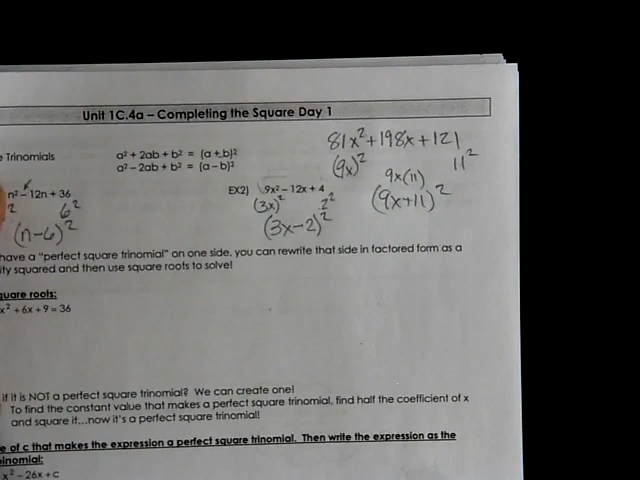 Unit 1C.4a – Completing the Square Day 1
81x² + 198x + 121
(9x)² 11²
9x(11)
(9x+11)²
Trinomials
a² + 2ab + b² = (a + b)²
a² – 2ab + b² = (a – b)²
n² – 12n + 36
2 6²
(n-6)²
EX2) 9x² – 12x + 4
(3x)² 2²
(3x-2)²
have a "perfect square trinomial" on one side, you can rewrite that side in factored form as a
squared and then use square roots to solve!
roots:
x² + 6x + 9 = 36
if it is NOT a perfect square trinomial? We can create one!
To find the constant value that makes a perfect square trinomial, find half the coefficient of x
and square it...now it's a perfect square trinomial!
of c that makes the expression a perfect square trinomial. Then write the expression as the
x² – 26x + c